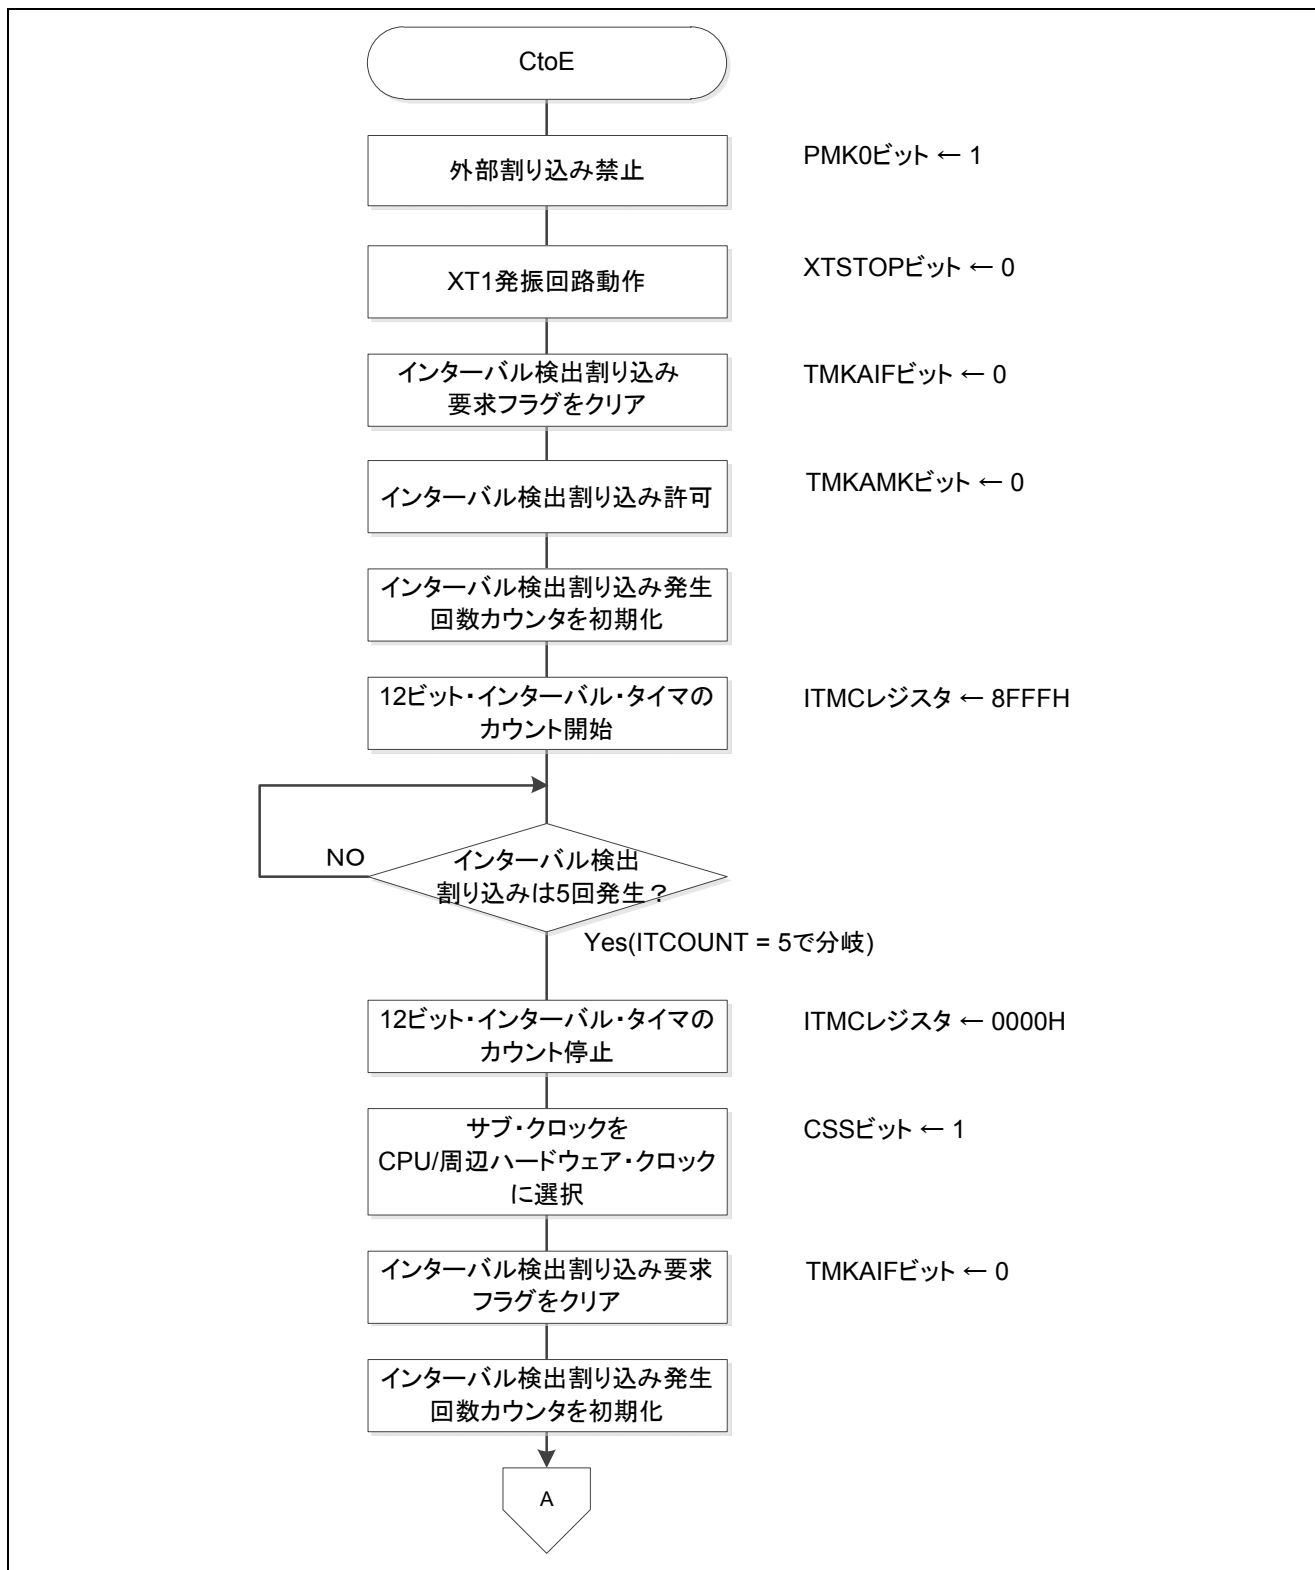 CtoE
外部割り込み禁止
PMK0ビット ← 1
XT1発振回路動作
XTSTOPビット ← 0
インターバル検出割り込み
要求フラグをクリア
TMKAIFビット ← 0
インターバル検出割り込み許可
TMKAMKビット ← 0
インターバル検出割り込み発生
回数カウンタを初期化
12ビット・インターバル・タイマの
カウント開始
ITMCレジスタ ← 8FFFH
NO
インターバル検出
割り込みは5回発生？
Yes(ITCOUNT = 5で分岐)
12ビット・インターバル・タイマの
カウント停止
ITMCレジスタ ← 0000H
サブ・クロックを
CPU/周辺ハードウェア・クロック
に選択
CSSビット ← 1
インターバル検出割り込み要求
フラグをクリア
TMKAIFビット ← 0
インターバル検出割り込み発生
回数カウンタを初期化
A